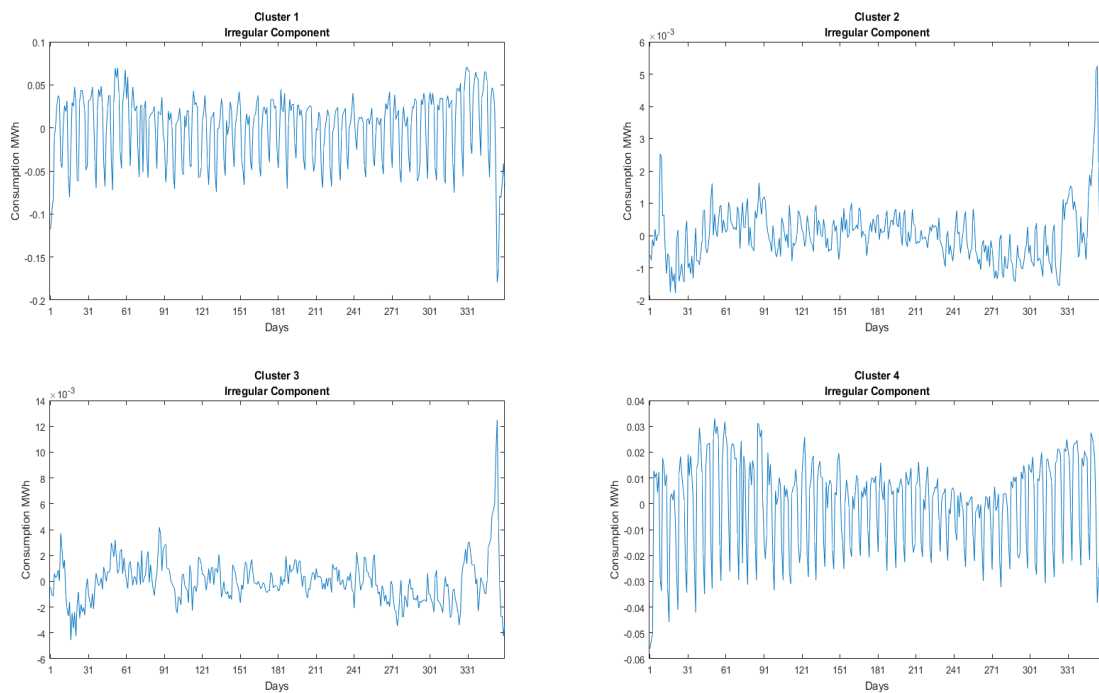 Cluster 1
Irregular Component
0.1
0.05
0
-0.05
-0.1
-0.15
-0.2
Consumption MWh
1 31 61 91 121 151 181 211 241 271 301 331
Days
Cluster 2
Irregular Component
×10⁻³
6
5
4
3
2
1
0
-1
-2
Consumption MWh
1 31 61 91 121 151 181 211 241 271 301 331
Days
Cluster 3
Irregular Component
×10⁻³
14
12
10
8
6
4
2
0
-2
-4
-6
Consumption MWh
1 31 61 91 121 151 181 211 241 271 301 331
Days
Cluster 4
Irregular Component
0.04
0.03
0.02
0.01
0
-0.01
-0.02
-0.03
-0.04
-0.05
-0.06
Consumption MWh
1 31 61 91 121 151 181 211 241 271 301 331
Days